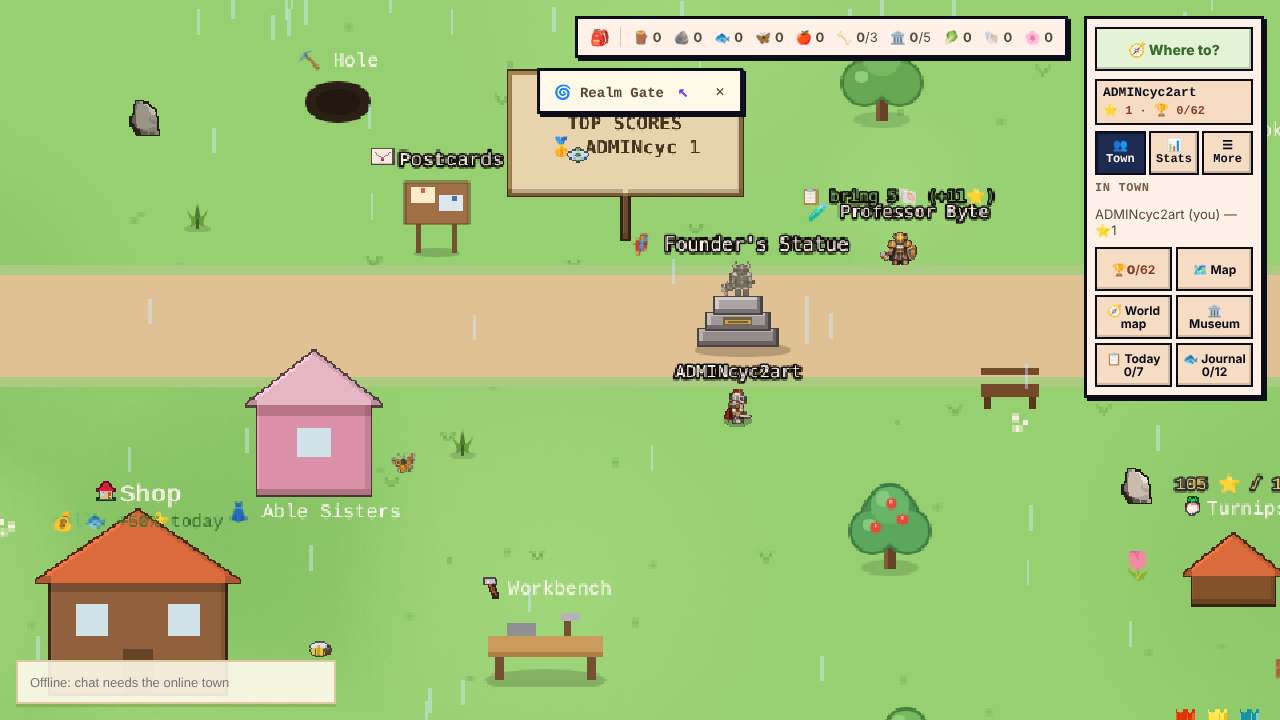 0 0 0 0 0 0/3 0/5 0 0 0
Where to?
Hole
Realm Gate ×
ADMINcyc2art
1 · 0/62
TOP SCORES
ADMINcyc 1
Town
Stats
More
Postcards
IN TOWN
bring 5 (+11)
Professor Byte
ADMINcyc2art (you) —
1
Founder's Statue
0/62
Map
World map
Museum
Today 0/7
Journal 0/12
ADMINcyc2art
Shop
today
Able Sisters
105 / 1
Turnips
Workbench
Offline: chat needs the online town